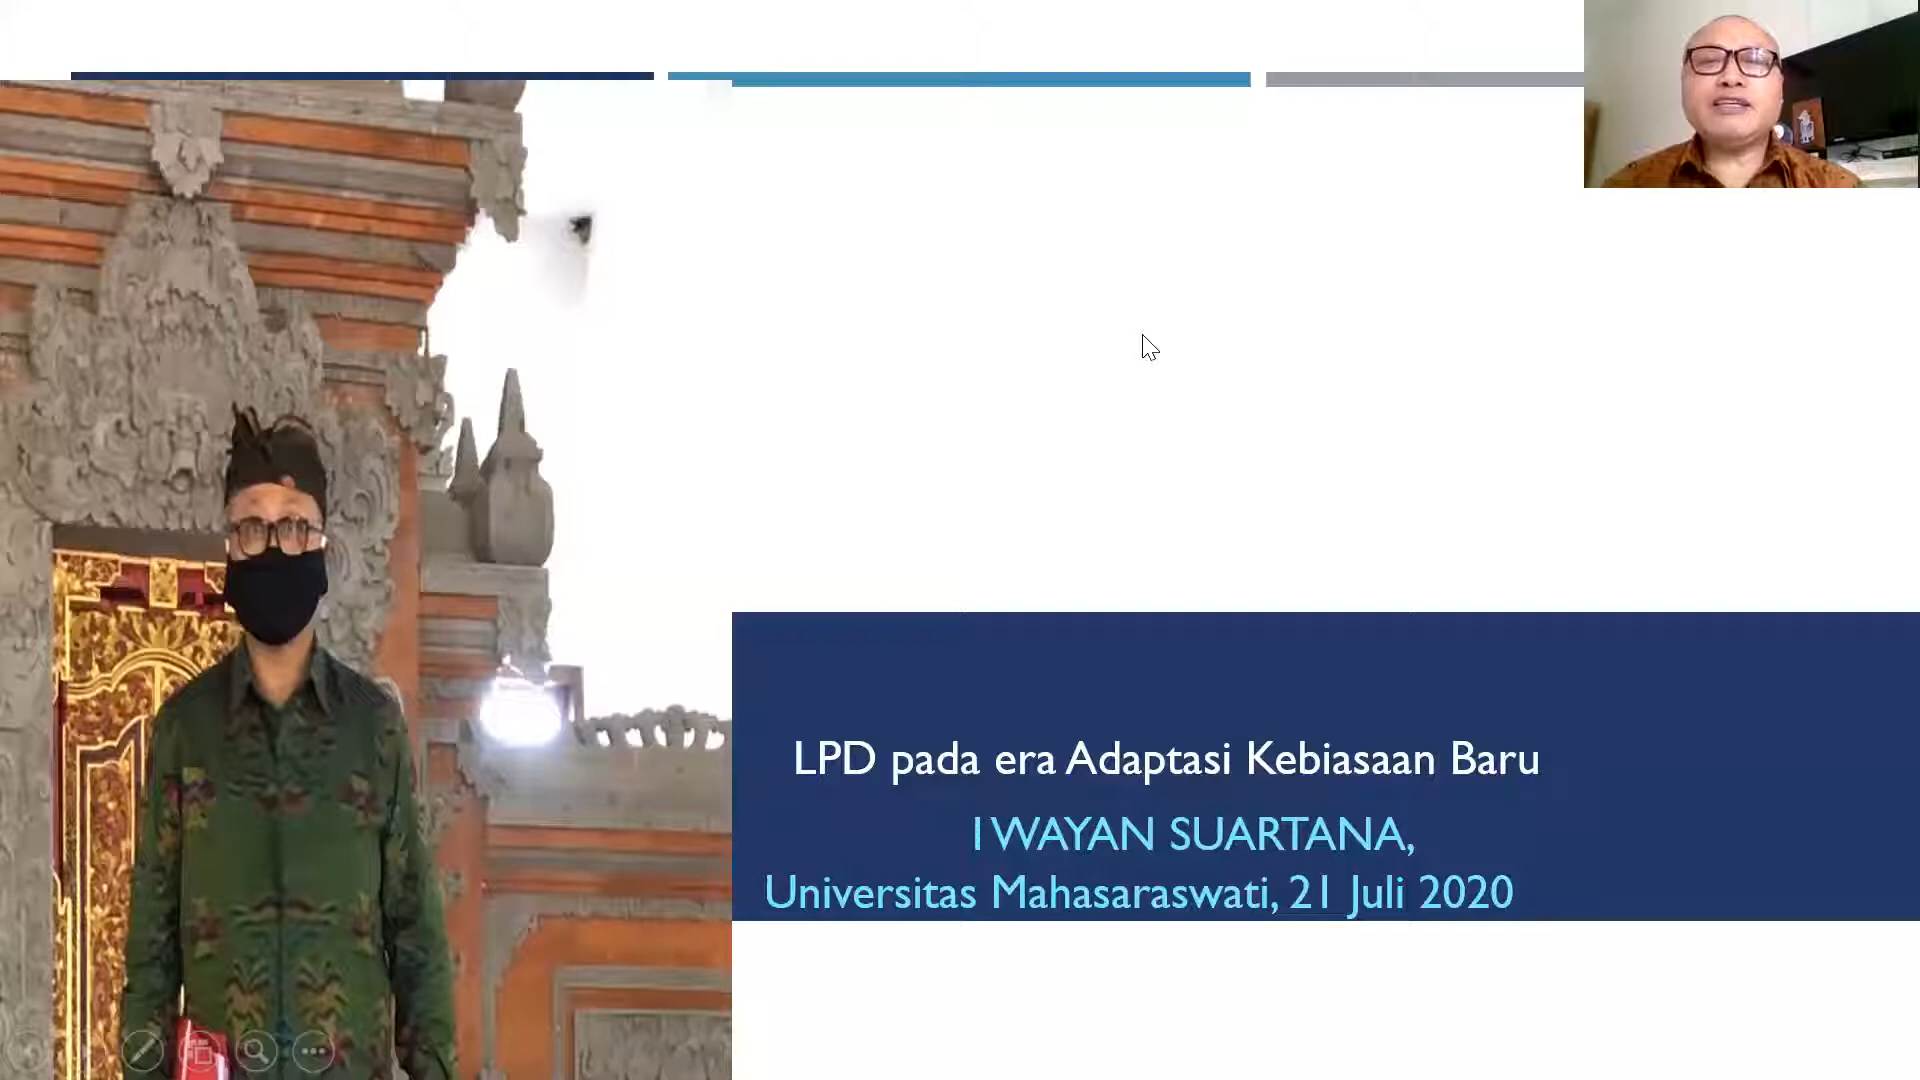 LPD pada era Adaptasi Kebiasaan Baru
I WAYAN SUARTANA,
Universitas Mahasaraswati, 21 Juli 2020